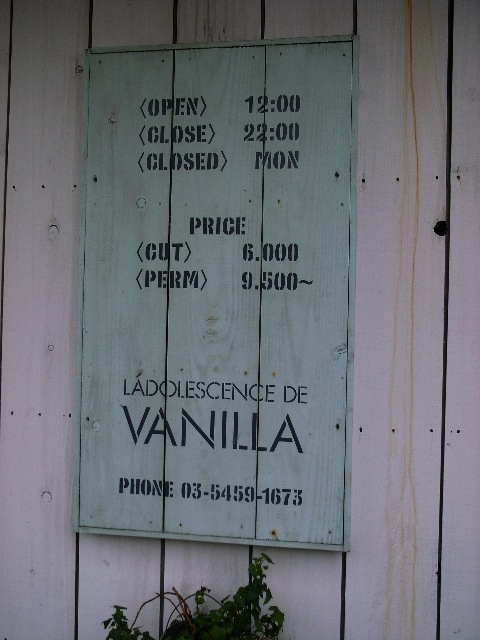 〈OPEN〉 12:00
〈CLOSE〉 22:00
〈CLOSED〉 MON
PRICE
〈CUT〉 6.000
〈PERM〉 9.500~
LADOLESCENCE DE
VANILLA
PHONE 03-5459-1673